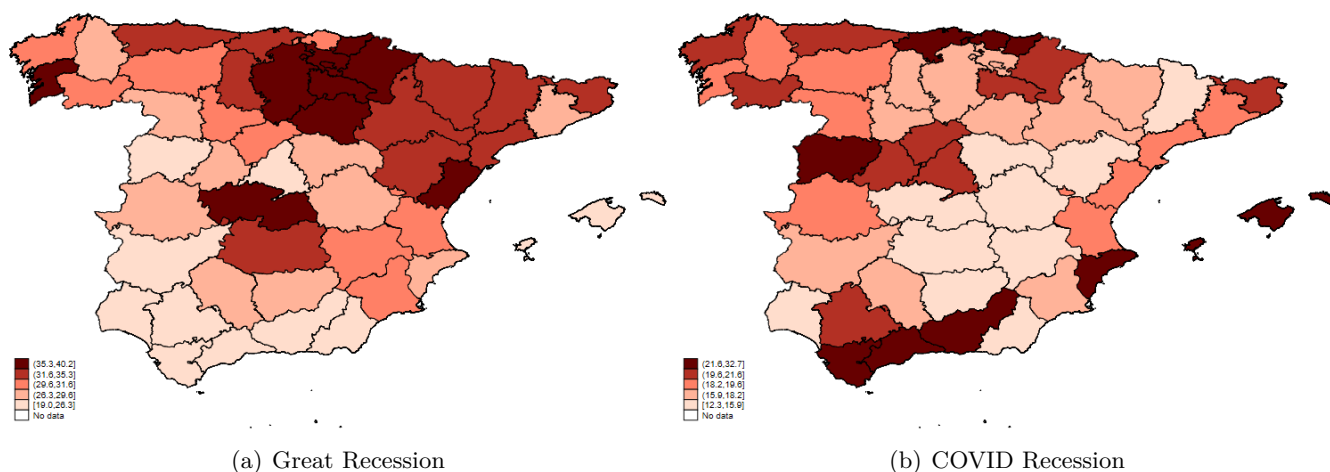 (35.3,40.2]
(31.6,35.3]
(29.6,31.6]
(26.3,29.6]
[19.0,26.3]
No data
(21.6,32.7]
(19.6,21.6]
(18.2,19.6]
(15.9,18.2]
[12.3,15.9]
No data
(a) Great Recession
(b) COVID Recession